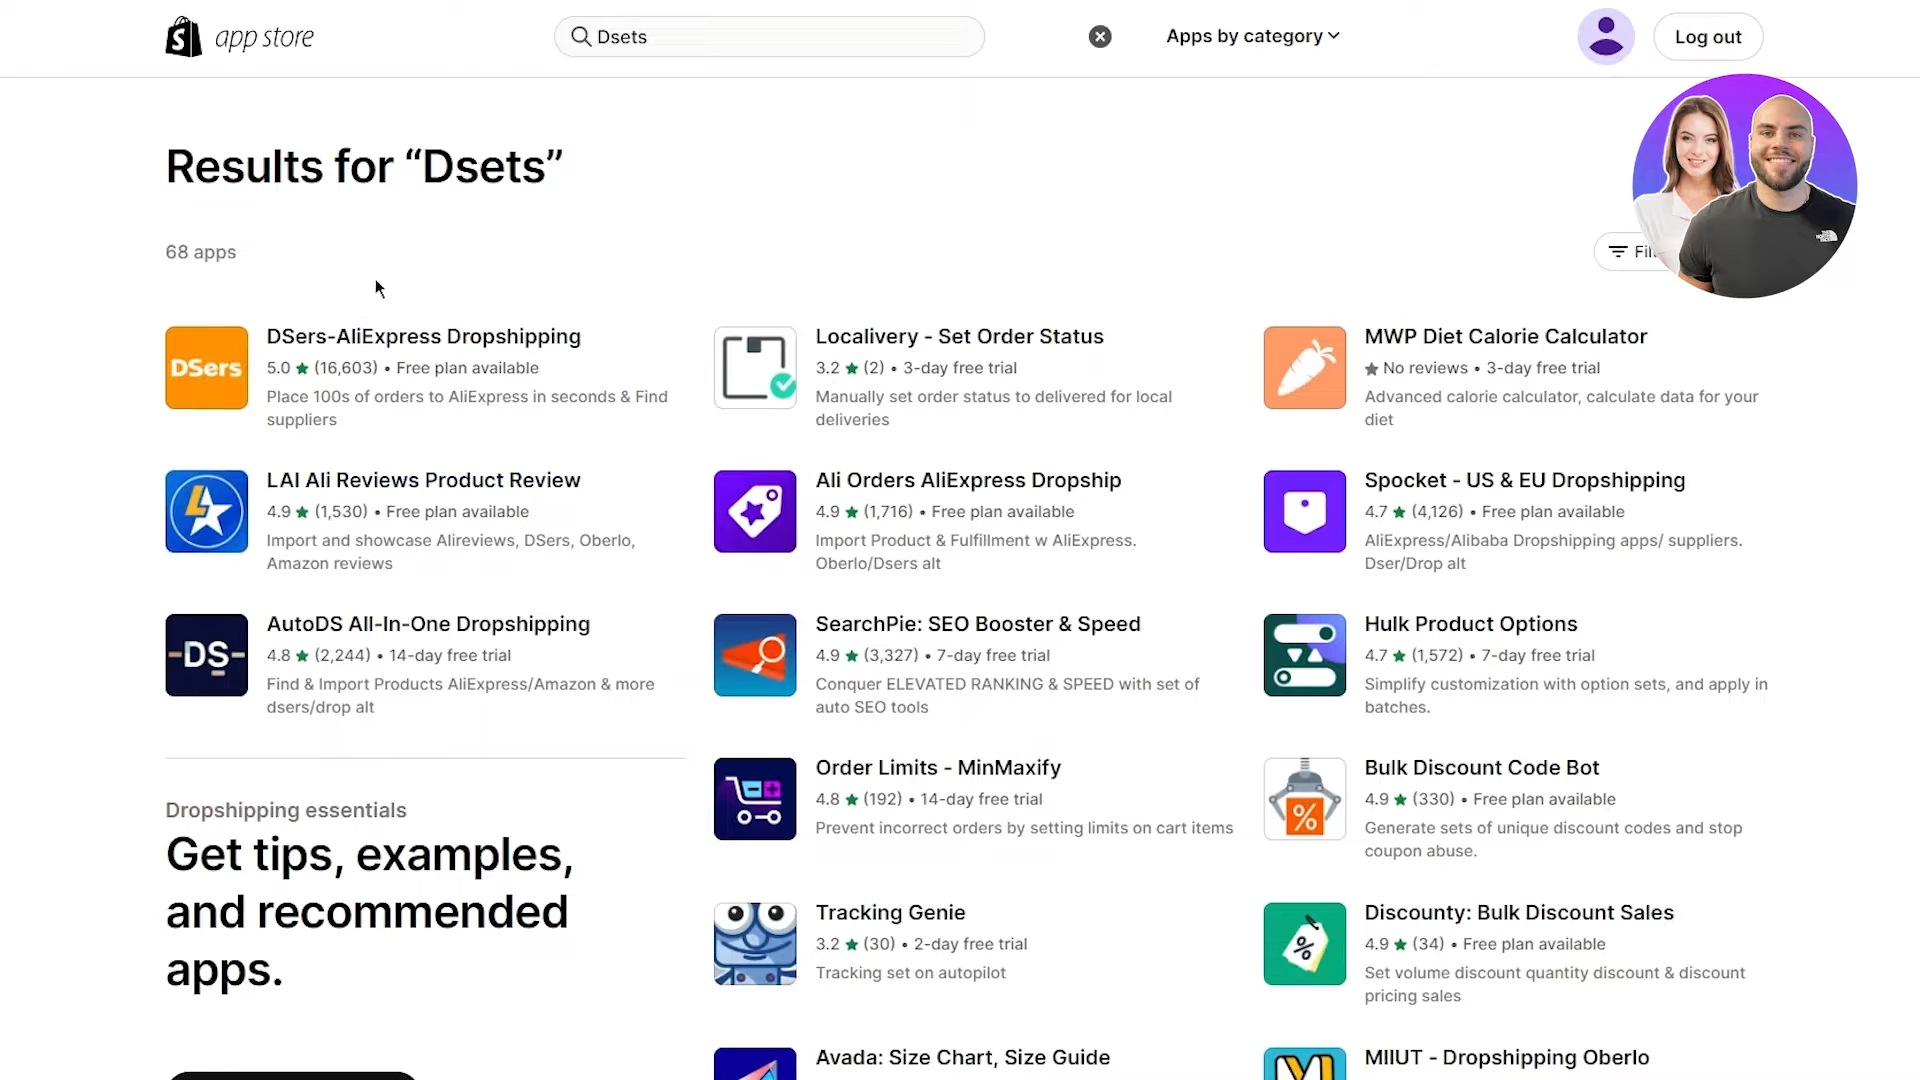 app store
Dsets
Apps by category
Log out
Results for “Dsets”
68 apps
DSers
DSers-AliExpress Dropshipping
5.0 ★ (16,603) • Free plan available
Place 100s of orders to AliExpress in seconds & Find
suppliers
Localivery - Set Order Status
3.2 ★ (2) • 3-day free trial
Manually set order status to delivered for local
deliveries
MWP Diet Calorie Calculator
★ No reviews • 3-day free trial
Advanced calorie calculator, calculate data for your
diet
LAI Ali Reviews Product Review
4.9 ★ (1,530) • Free plan available
Import and showcase Alireviews, DSers, Oberlo,
Amazon reviews
Ali Orders AliExpress Dropship
4.9 ★ (1,716) • Free plan available
Import Product & Fulfillment w AliExpress.
Oberlo/Dsers alt
Spocket - US & EU Dropshipping
4.7 ★ (4,126) • Free plan available
AliExpress/Alibaba Dropshipping apps/ suppliers.
Dser/Drop alt
-DS-
AutoDS All-In-One Dropshipping
4.8 ★ (2,244) • 14-day free trial
Find & Import Products AliExpress/Amazon & more
dsers/drop alt
SearchPie: SEO Booster & Speed
4.9 ★ (3,327) • 7-day free trial
Conquer ELEVATED RANKING & SPEED with set of
auto SEO tools
Hulk Product Options
4.7 ★ (1,572) • 7-day free trial
Simplify customization with option sets, and apply in
batches.
Dropshipping essentials
Get tips, examples,
and recommended
apps.
Order Limits - MinMaxify
4.8 ★ (192) • 14-day free trial
Prevent incorrect orders by setting limits on cart items
%
Bulk Discount Code Bot
4.9 ★ (330) • Free plan available
Generate sets of unique discount codes and stop
coupon abuse.
Tracking Genie
3.2 ★ (30) • 2-day free trial
Tracking set on autopilot
%
Discounty: Bulk Discount Sales
4.9 ★ (34) • Free plan available
Set volume discount quantity discount & discount
pricing sales
Avada: Size Chart, Size Guide
MIIUT - Dropshipping Oberlo